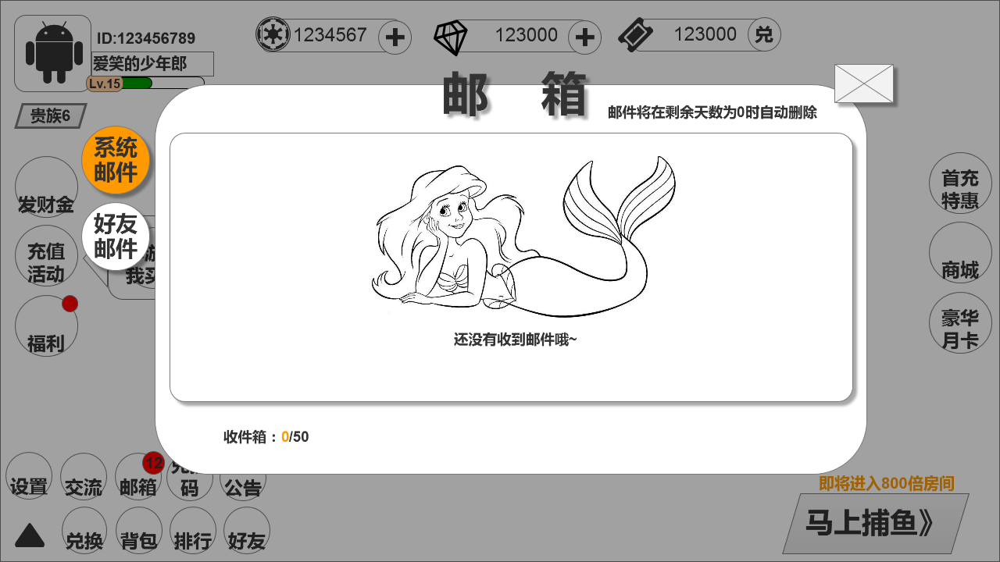 ID:123456789
爱笑的少年郎
Lv.15
贵族6
1234567
123000
123000
兑
邮 箱
邮件将在剩余天数为0时自动删除
系统
邮件
好友
邮件
发财金
充值
活动
福利
我买
首充
特惠
商城
豪华
月卡
还没有收到邮件哦~
收件箱：0/50
设置
交流
邮箱
12
码
公告
兑换
背包
排行
好友
即将进入800倍房间
马上捕鱼》